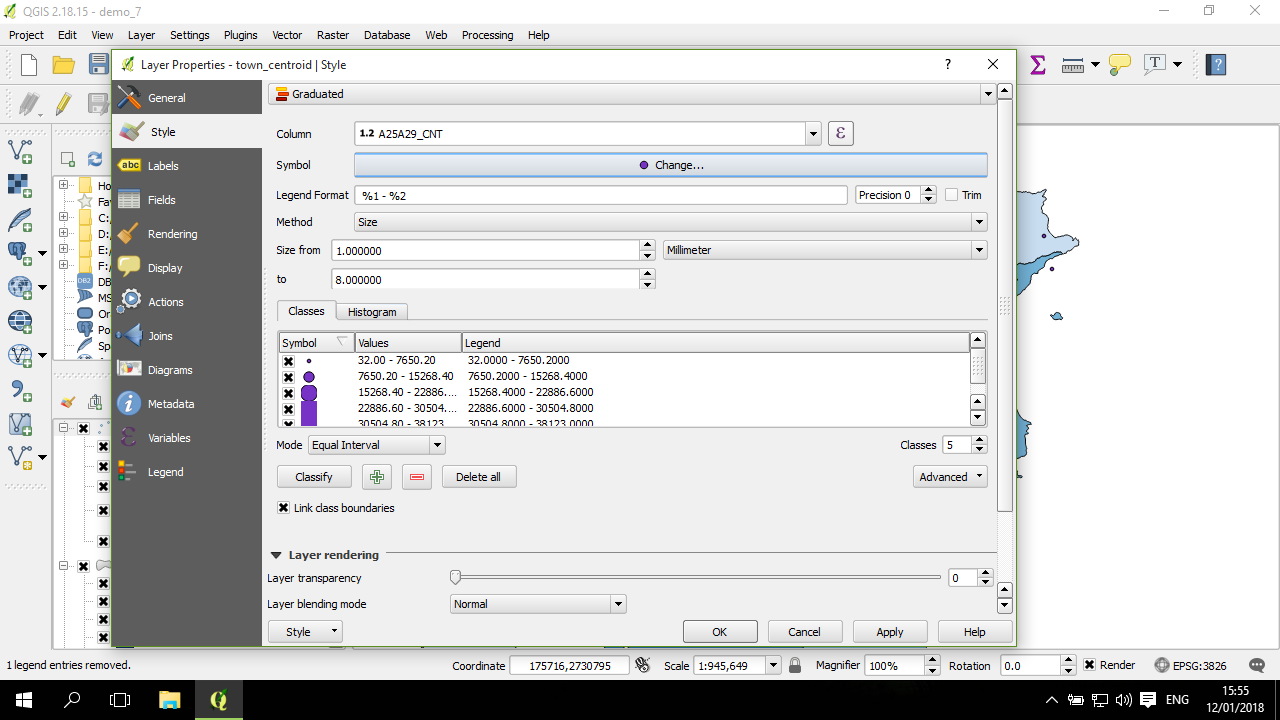 QGIS 2.18.15 - demo_7
Project Edit View Layer Settings Plugins Vector Raster Database Web Processing Help
Layer Properties - town_centroid | Style
General
Style
Labels
Fields
Rendering
Display
Actions
Joins
Diagrams
Metadata
Variables
Legend
Graduated
Column 1.2 A25A29_CNT ε
Symbol Change...
Legend Format %1 - %2 Precision 0 Trim
Method Size
Size from 1.000000 Millimeter
to 8.000000
Classes Histogram
Symbol Values Legend
32.00 - 7650.20 32.0000 - 7650.2000
7650.20 - 15268.40 7650.2000 - 15268.4000
15268.40 - 22886.... 15268.4000 - 22886.6000
22886.60 - 30504.... 22886.6000 - 30504.8000
30504.80 - 38123.... 30504.8000 - 38123.0000
Mode Equal Interval Classes 5
Classify Delete all Advanced
Link class boundaries
Layer rendering
Layer transparency 0
Layer blending mode Normal
Style OK Cancel Apply Help
Ho
Fav
C:/
D:/
E:/
F:/
DB
MS
Or
Po
Sp
1 legend entries removed. Coordinate 175716,2730795 Scale 1:945,649 Magnifier 100% Rotation 0.0 Render EPSG:3826
ENG 15:55
12/01/2018